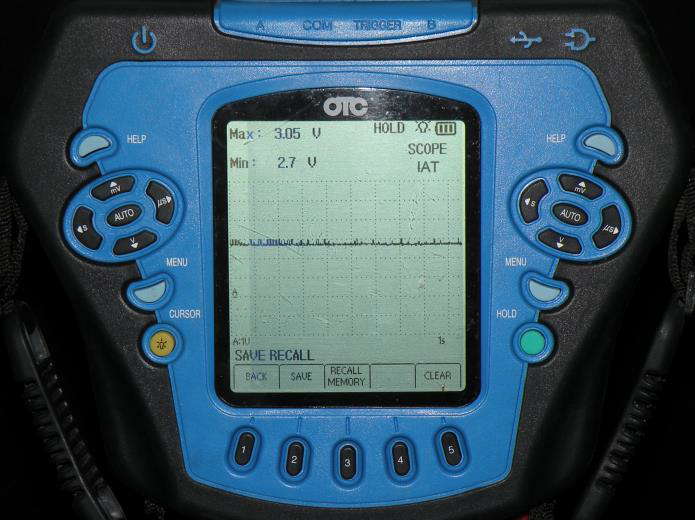 A COM TRIGGER B
OTC
HELP
HELP
Max: 3.05 V
HOLD
Min: 2.7 V
SCOPE
IAT
mV
AUTO
s
µs
V
mV
AUTO
s
µs
V
MENU
MENU
CURSOR
HOLD
A
A:1V
1s
SAVE RECALL
BACK
SAVE
RECALL
MEMORY
CLEAR
1
2
3
4
5